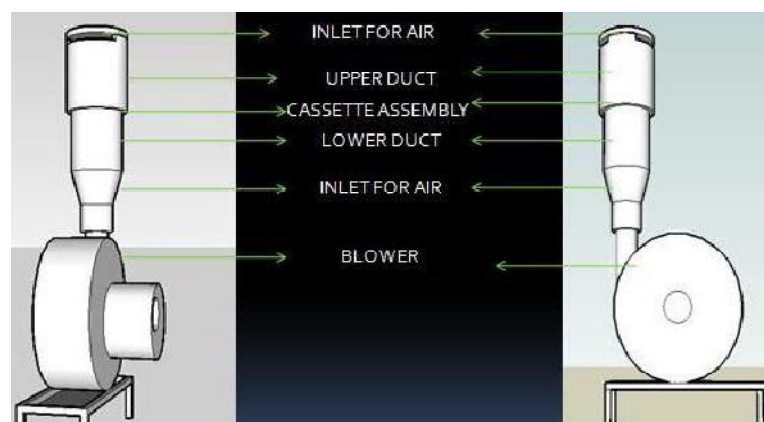 INLET FOR AIR
UPPER DUCT
CASSETTE ASSEMBLY
LOWER DUCT
INLET FOR AIR
BLOWER